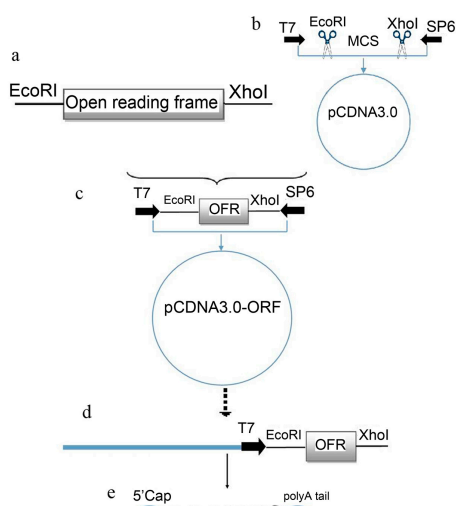 b
EcoRI
XhoI
T7
MCS
SP6
a
EcoRI
Open reading frame
XhoI
pCDNA3.0
c
T7
EcoRI
OFR
XhoI
SP6
pCDNA3.0-ORF
d
T7
EcoRI
OFR
XhoI
e
5'Cap
polyA tail